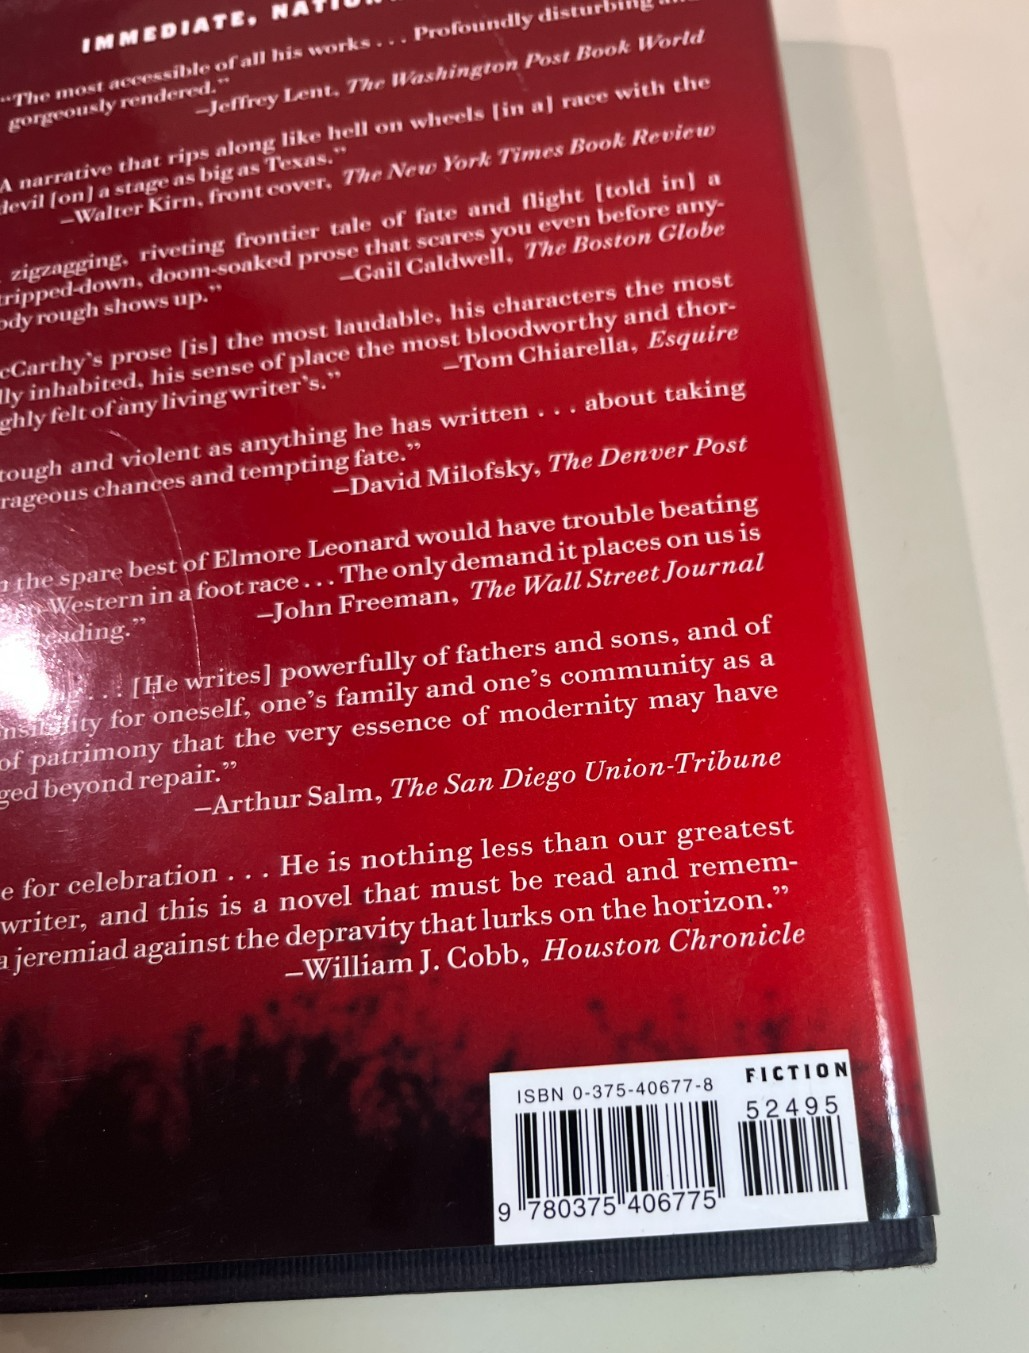 IMMEDIATE, NATION
"The most accessible of all his works . . . Profoundly disturbing
gorgeously rendered."
–Jeffrey Lent, The Washington Post Book World
A narrative that rips along like hell on wheels [in a] race with the
devil [on] a stage as big as Texas."
–Walter Kirn, front cover, The New York Times Book Review
zigzagging, riveting frontier tale of fate and flight [told in] a
tripped-down, doom-soaked prose that scares you even before any-
ody rough shows up."
–Gail Caldwell, The Boston Globe
cCarthy's prose [is] the most laudable, his characters the most
lly inhabited, his sense of place the most bloodworthy and thor-
ghly felt of any living writer's."
–Tom Chiarella, Esquire
tough and violent as anything he has written . . . about taking
rageous chances and tempting fate."
–David Milofsky, The Denver Post
the spare best of Elmore Leonard would have trouble beating
Western in a foot race . . . The only demand it places on us is
reading."
–John Freeman, The Wall Street Journal
. . . [He writes] powerfully of fathers and sons, and of
nsibility for oneself, one's family and one's community as a
of patrimony that the very essence of modernity may have
ged beyond repair."
–Arthur Salm, The San Diego Union-Tribune
e for celebration . . . He is nothing less than our greatest
writer, and this is a novel that must be read and remem-
a jeremiad against the depravity that lurks on the horizon."
–William J. Cobb, Houston Chronicle
ISBN 0-375-40677-8
FICTION
52495
9 780375 406775